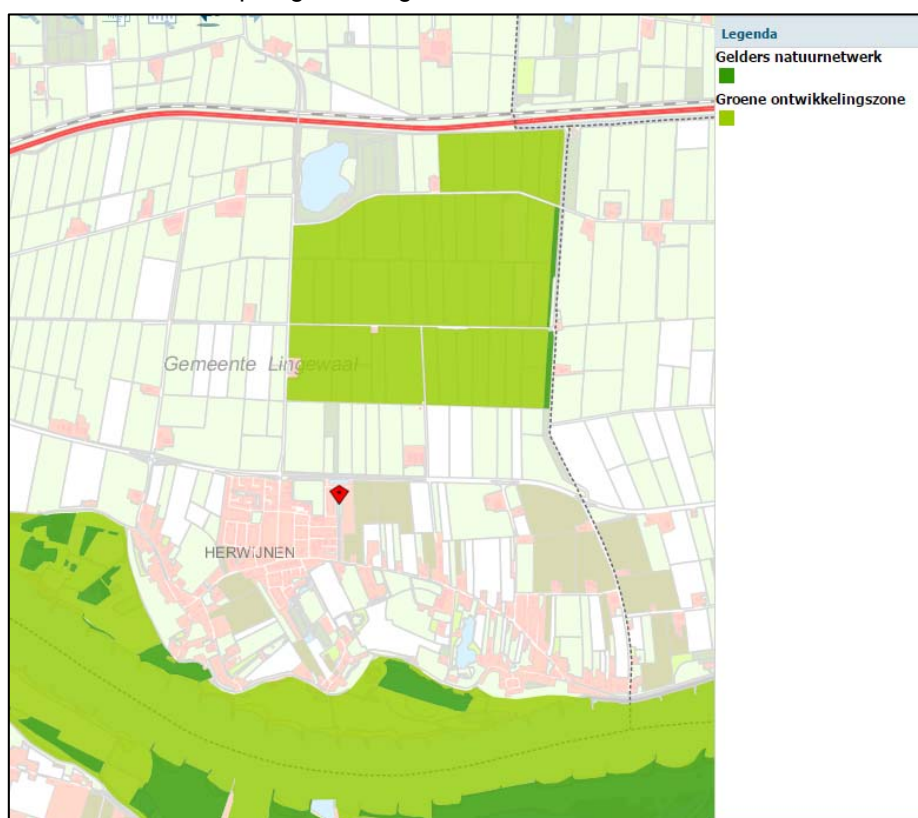 Legenda
Gelders natuurnetwerk
Groene ontwikkelingszone
Gemeente Lingewaal
HERWIJNEN